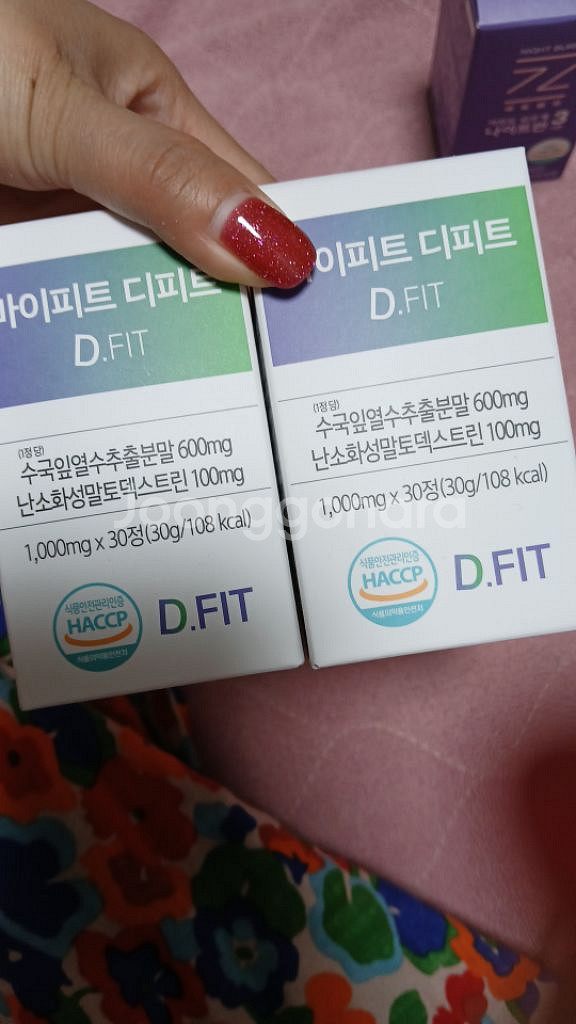 NIGHT BUR
3
마이피트 디피트
D.FIT
(1정 당)
수국잎열수추출분말 600mg
난소화성말토덱스트린 100mg
1,000mg x 30정(30g/108 kcal)
식품안전관리인증
HACCP
식품의약품안전처
D.FIT
이피트 디피트
D.FIT
(1정 당)
수국잎열수추출분말 600mg
난소화성말토덱스트린 100mg
1,000mg x 30정(30g/108 kcal)
식품안전관리인증
HACCP
식품의약품안전처
D.FIT
Joonggonara